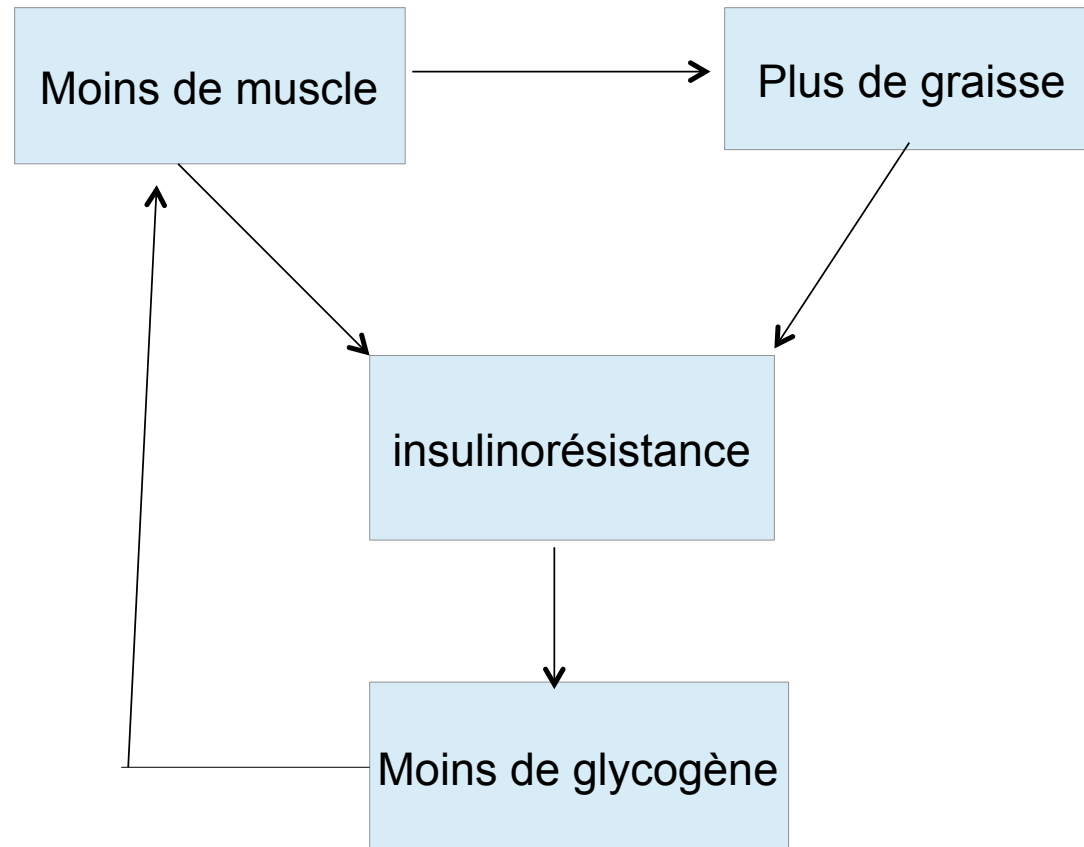 Moins de muscle
Plus de graisse
insulinorésistance
Moins de glycogène